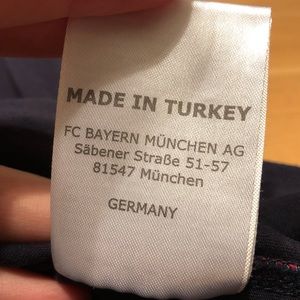 MADE IN TURKEY
FC BAYERN MÜNCHEN AG
Säbener Straße 51-57
81547 München
GERMANY